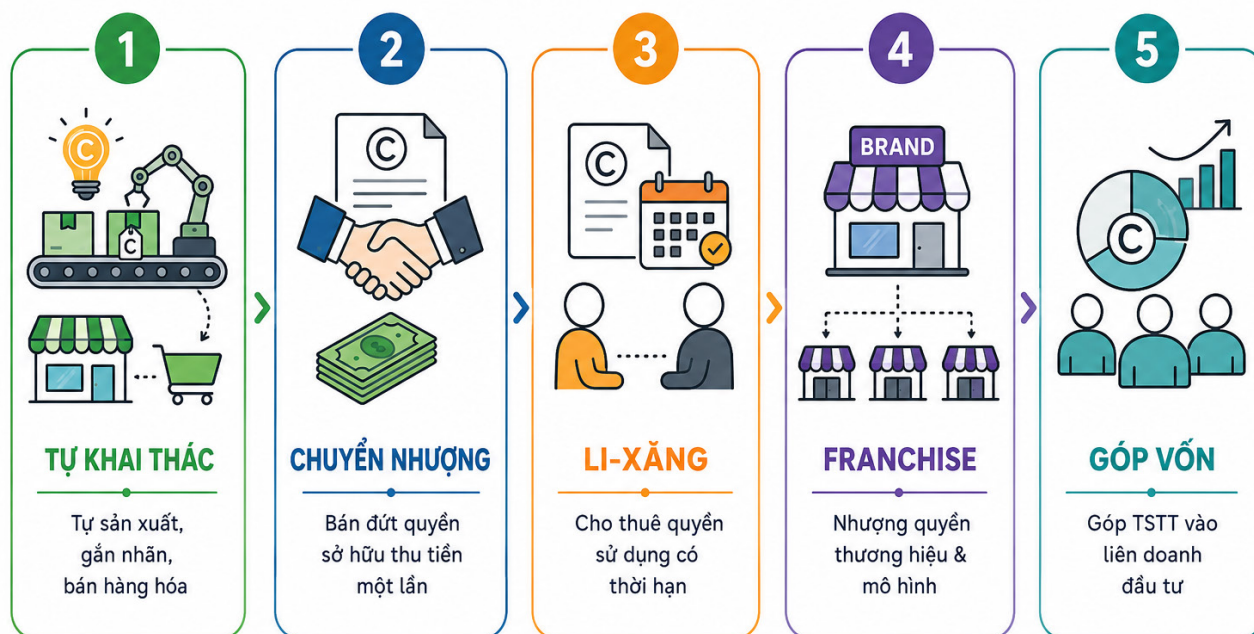 1
2
3
4
5
C
C
C
C
BRAND
C
TỰ KHAI THÁC
Tự sản xuất,
gắn nhãn,
bán hàng hóa
CHUYỂN NHƯỢNG
Bán đứt quyền
sở hữu thu tiền
một lần
LI-XĂNG
Cho thuê quyền
sử dụng có
thời hạn
FRANCHISE
Nhượng quyền
thương hiệu &
mô hình
GÓP VỐN
Góp TSTT vào
liên doanh
đầu tư